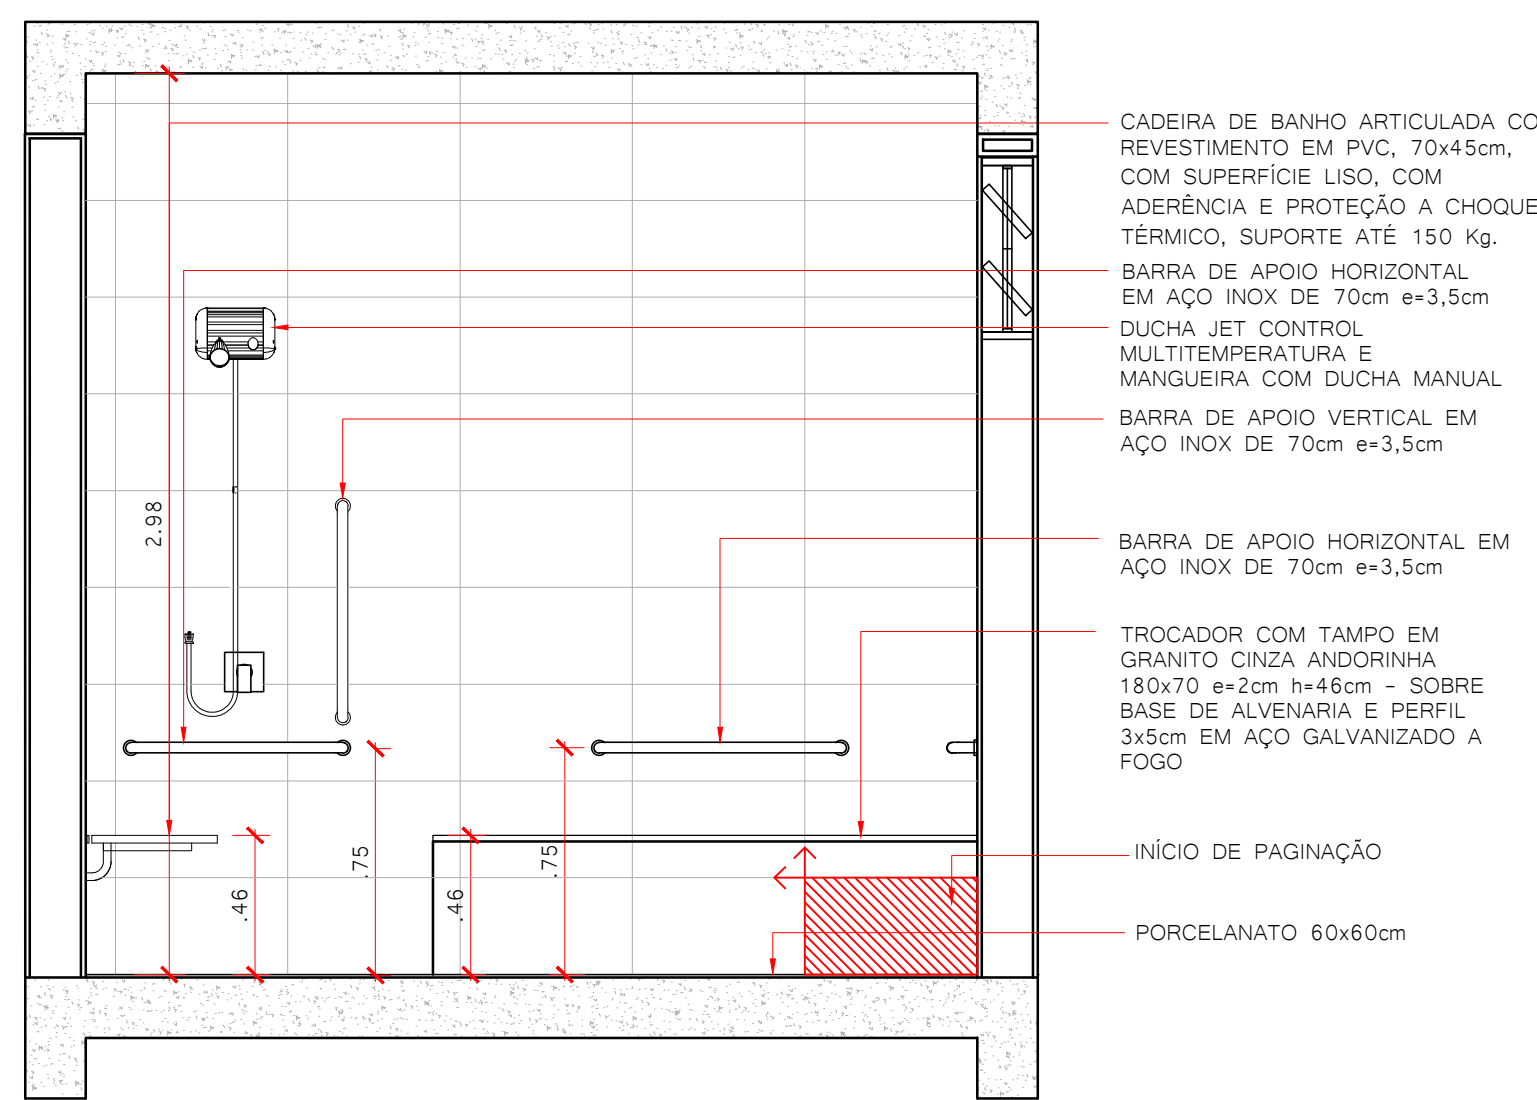 CADEIRA DE BANHO ARTICULADA CO
REVESTIMENTO EM PVC, 70x45cm,
COM SUPERFÍCIE LISO, COM
ADERÊNCIA E PROTEÇÃO A CHOQUE
TÉRMICO, SUPORTE ATÉ 150 Kg.
BARRA DE APOIO HORIZONTAL
EM AÇO INOX DE 70cm e=3,5cm
DUCHA JET CONTROL
MULTITEMPERATURA E
MANGUEIRA COM DUCHA MANUAL
BARRA DE APOIO VERTICAL EM
AÇO INOX DE 70cm e=3,5cm
2.98
BARRA DE APOIO HORIZONTAL EM
AÇO INOX DE 70cm e=3,5cm
TROCADOR COM TAMPO EM
GRANITO CINZA ANDORINHA
180x70 e=2cm h=46cm – SOBRE
BASE DE ALVENARIA E PERFIL
3x5cm EM AÇO GALVANIZADO A
FOGO
.46
.75
.46
.75
INÍCIO DE PAGINAÇÃO
PORCELANATO 60x60cm